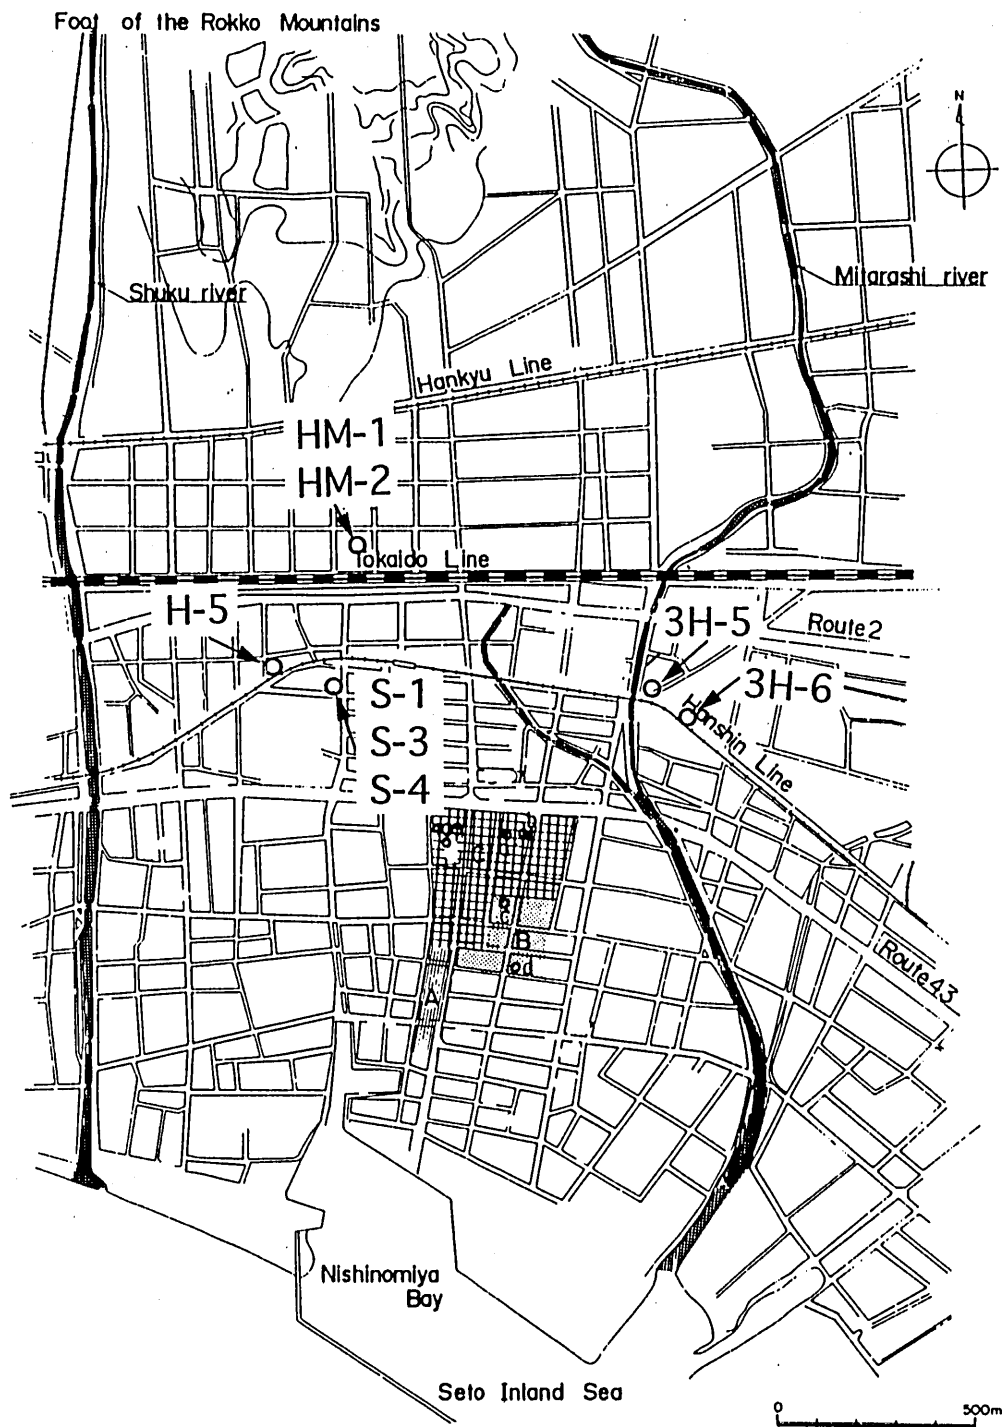 Foot of the Rokko Mountains
N
Shuku river
Mitarashi river
Hankyu Line
HM-1
HM-2
Tokaido Line
H-5
3H-5
Route 2
S-1
S-3
S-4
3H-6
Hanshin Line
C
B
d
A
Route 43
Nishinomiya
Bay
Seto Inland Sea
0 500m